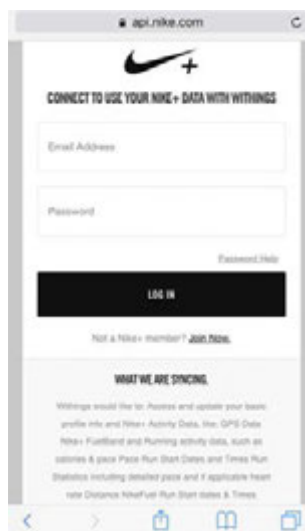 api.nike.com
CONNECT TO USE YOUR NIKE+ DATA WITH WITHINGS
Email Address
Password
Password Help
LOG IN
Not a Nike+ member? Join Now.
WHAT WE ARE SYNCING.
Withings would like to: Access and update your basic
profile info and Nike+ Activity Data, like: GPS Data
Nike+ FuelBand and Running activity data, such as
calories & pace Pace Run Start Dates and Times Run
Statistics including detailed pace and if applicable heart
rate Distance NikeFuel Run Start dates & Times